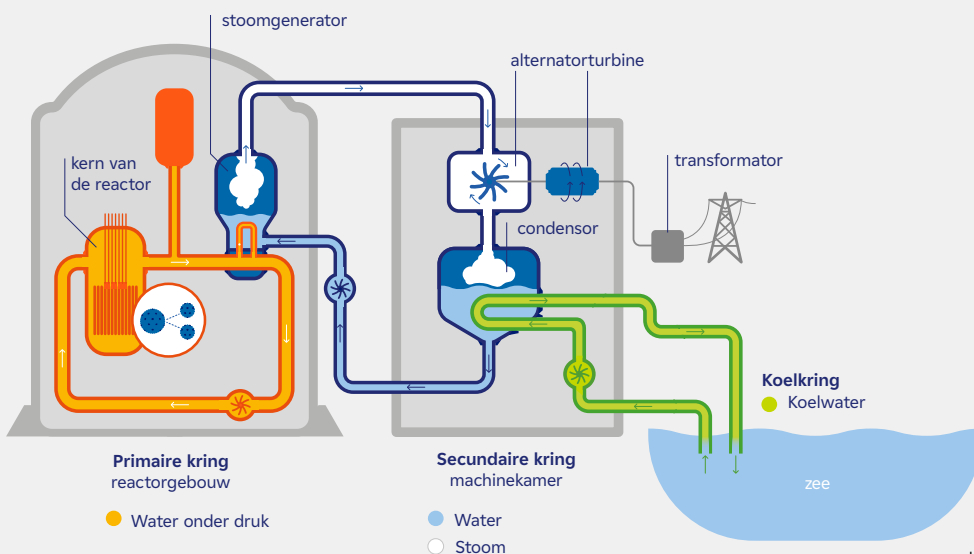 stoomgenerator
alternatorturbine
kern van
de reactor
transformator
condensor
Koelkring
Koelwater
Primaire kring
reactorgebouw
Secundaire kring
machinekamer
zee
Water onder druk
Water
Stoom